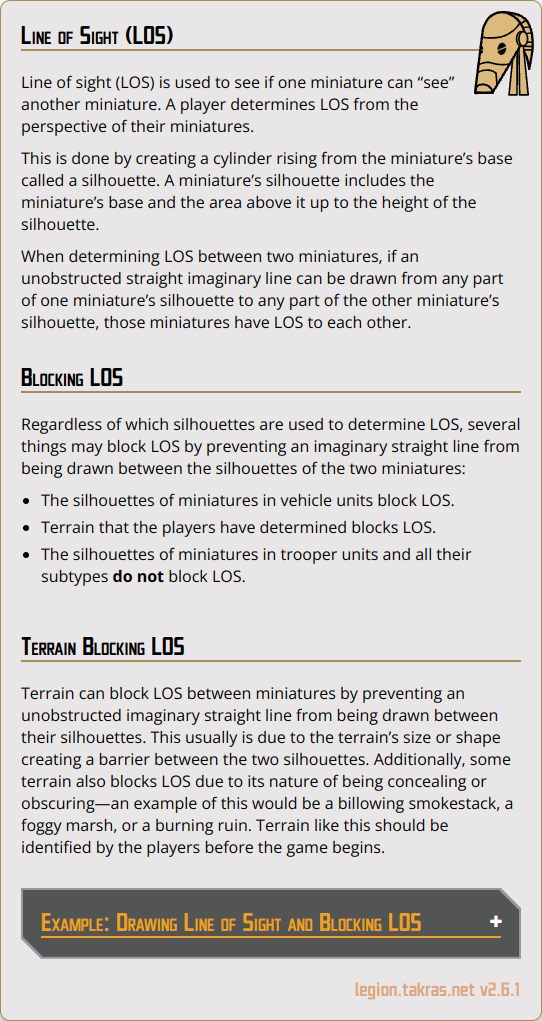 Line of Sight (LOS)
Line of sight (LOS) is used to see if one miniature can “see”
another miniature. A player determines LOS from the
perspective of their miniatures.
This is done by creating a cylinder rising from the miniature’s base
called a silhouette. A miniature’s silhouette includes the
miniature’s base and the area above it up to the height of the
silhouette.
When determining LOS between two miniatures, if an
unobstructed straight imaginary line can be drawn from any part
of one miniature’s silhouette to any part of the other miniature’s
silhouette, those miniatures have LOS to each other.
Blocking LOS
Regardless of which silhouettes are used to determine LOS, several
things may block LOS by preventing an imaginary straight line from
being drawn between the silhouettes of the two miniatures:
• The silhouettes of miniatures in vehicle units block LOS.
• Terrain that the players have determined blocks LOS.
• The silhouettes of miniatures in trooper units and all their
subtypes do not block LOS.
Terrain Blocking LOS
Terrain can block LOS between miniatures by preventing an
unobstructed imaginary straight line from being drawn between
their silhouettes. This usually is due to the terrain’s size or shape
creating a barrier between the two silhouettes. Additionally, some
terrain also blocks LOS due to its nature of being concealing or
obscuring—an example of this would be a billowing smokestack, a
foggy marsh, or a burning ruin. Terrain like this should be
identified by the players before the game begins.
Example: Drawing Line of Sight and Blocking LOS +
legion.takras.net v2.6.1